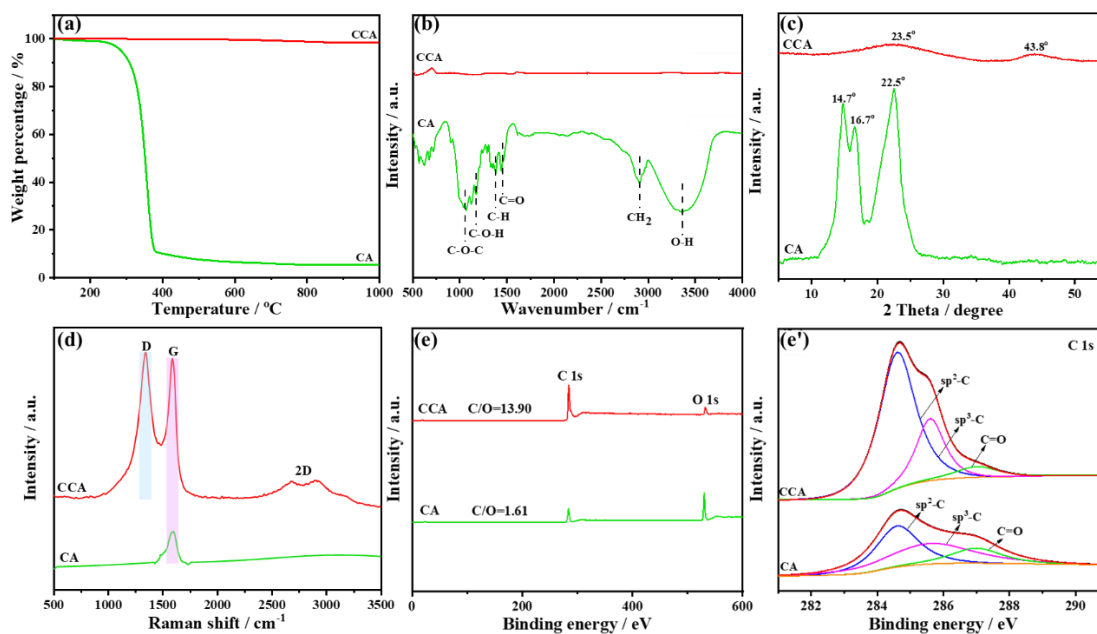 (a)
CCA
CA
Weight percentage / %
100
80
60
40
20
0
200
400
600
800
1000
Temperature / °C
(b)
CCA
CA
C=O
C-H
C-O-H
C-O-C
CH₂
O-H
Intensity / a.u.
500
1000
1500
2000
2500
3000
3500
4000
Wavenumber / cm⁻¹
(c)
CCA
23.5°
43.8°
14.7°
16.7°
22.5°
CA
Intensity / a.u.
10
20
30
40
50
2 Theta / degree
(d)
D
G
2D
CCA
CA
Intensity / a.u.
500
1000
1500
2000
2500
3000
3500
Raman shift / cm⁻¹
(e)
C 1s
O 1s
CCA
C/O=13.90
CA
C/O=1.61
Intensity / a.u.
0
200
400
600
Binding energy / eV
(e')
C 1s
sp²-C
sp³-C
C=O
CCA
sp²-C
sp³-C
C=O
CA
Intensity / a.u.
282
284
286
288
290
Binding energy / eV